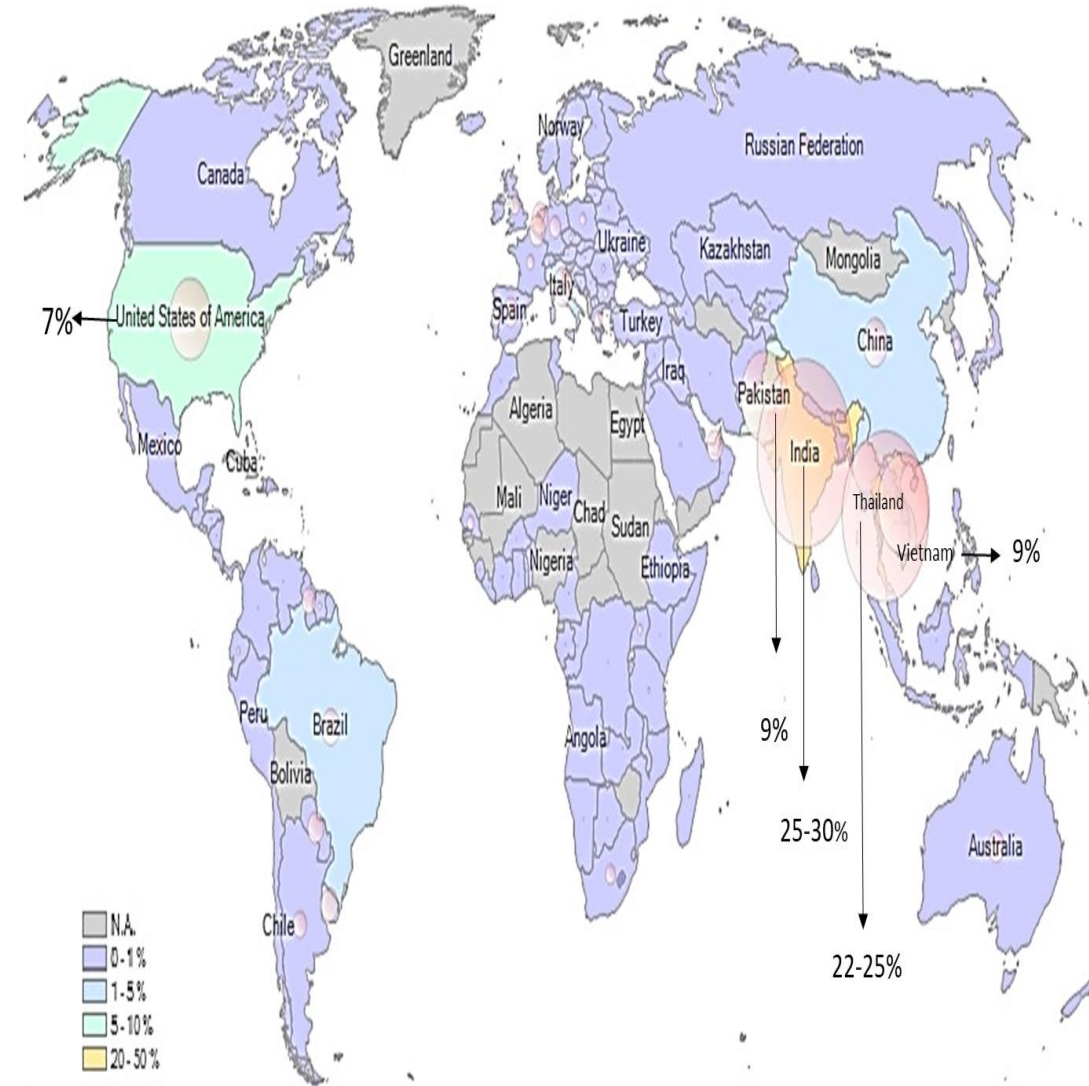 Greenland
Norway
Russian Federation
Canada
Ukraine
Kazakhstan
Mongolia
Italy
Spain
Turkey
7%
United States of America
China
Iraq
Pakistan
Algeria
Egypt
India
Mexico
Cuba
Mali
Niger
Chad
Sudan
Thailand
Nigeria
Ethiopia
Vietnam
9%
Peru
Brazil
Angola
9%
Bolivia
25-30%
Australia
Chile
22-25%
N.A.
0-1%
1-5%
5-10%
20-50%